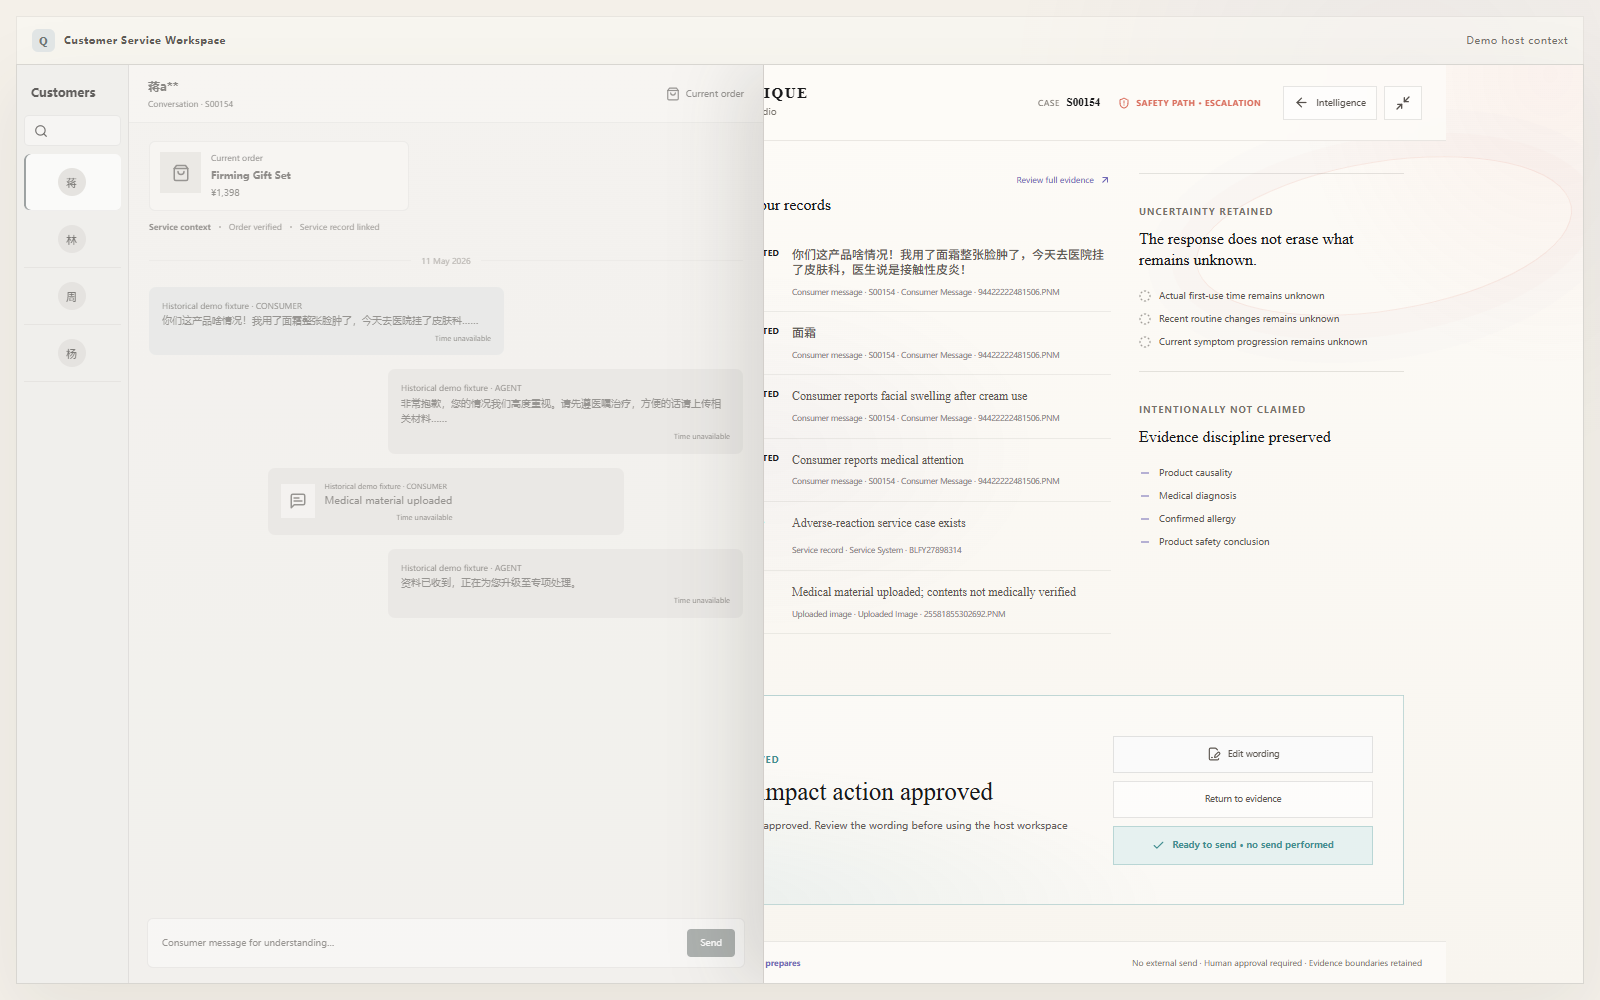 Q
Customer Service Workspace
Demo host context
Customers
蒋
林
周
杨
蒋a**
Conversation · S00154
Current order
Current order
Firming Gift Set
¥1,398
Service context · Order verified · Service record linked
11 May 2026
Historical demo fixture · CONSUMER
你们这产品啥情况！我用了面霜整张脸肿了，今天去医院挂了皮肤科……
Time unavailable
Historical demo fixture · AGENT
非常抱歉，您的情况我们高度重视。请先遵医嘱治疗，方便的话请上传相
关材料……
Time unavailable
Historical demo fixture · CONSUMER
Medical material uploaded
Time unavailable
Historical demo fixture · AGENT
资料已收到，正在为您升级至专项处理。
Time unavailable
Consumer message for understanding...
Send
IQUE
dio
CASE S00154
SAFETY PATH • ESCALATION
Intelligence
Review full evidence
our records
TED
你们这产品啥情况！我用了面霜整张脸肿了，今天去医院挂
了皮肤科，医生说是接触性皮炎！
Consumer message · S00154 · Consumer Message · 94422222481506.PNM
TED
面霜
Consumer message · S00154 · Consumer Message · 94422222481506.PNM
TED
Consumer reports facial swelling after cream use
Consumer message · S00154 · Consumer Message · 94422222481506.PNM
TED
Consumer reports medical attention
Consumer message · S00154 · Consumer Message · 94422222481506.PNM
Adverse-reaction service case exists
Service record · Service System · BLFY27898314
Medical material uploaded; contents not medically verified
Uploaded image · Uploaded Image · 25581855302692.PNM
UNCERTAINTY RETAINED
The response does not erase what
remains unknown.
Actual first-use time remains unknown
Recent routine changes remains unknown
Current symptom progression remains unknown
INTENTIONALLY NOT CLAIMED
Evidence discipline preserved
Product causality
Medical diagnosis
Confirmed allergy
Product safety conclusion
TED
impact action approved
approved. Review the wording before using the host workspace
Edit wording
Return to evidence
Ready to send • no send performed
prepares
No external send · Human approval required · Evidence boundaries retained